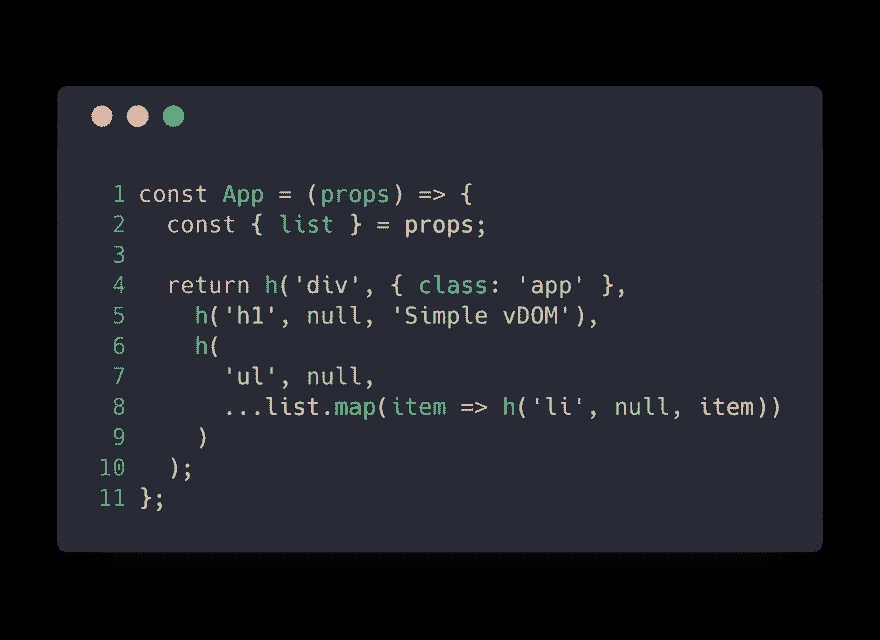 1 const App = (props) => {
2   const { list } = props;
3
4   return h('div', { class: 'app' },
5     h('h1', null, 'Simple vDOM'),
6     h(
7       'ul', null,
8       ...list.map(item => h('li', null, item))
9     )
10   );
11 };